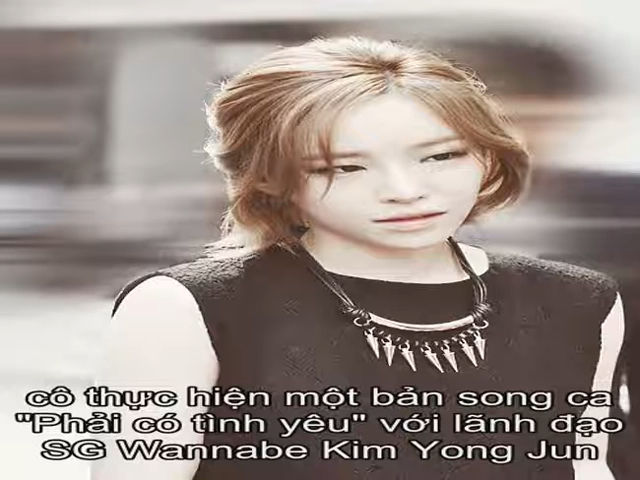 cô thực hiện một bản song ca
"Phải có tình yêu" với lãnh đạo
SG Wannabe Kim Yong Jun